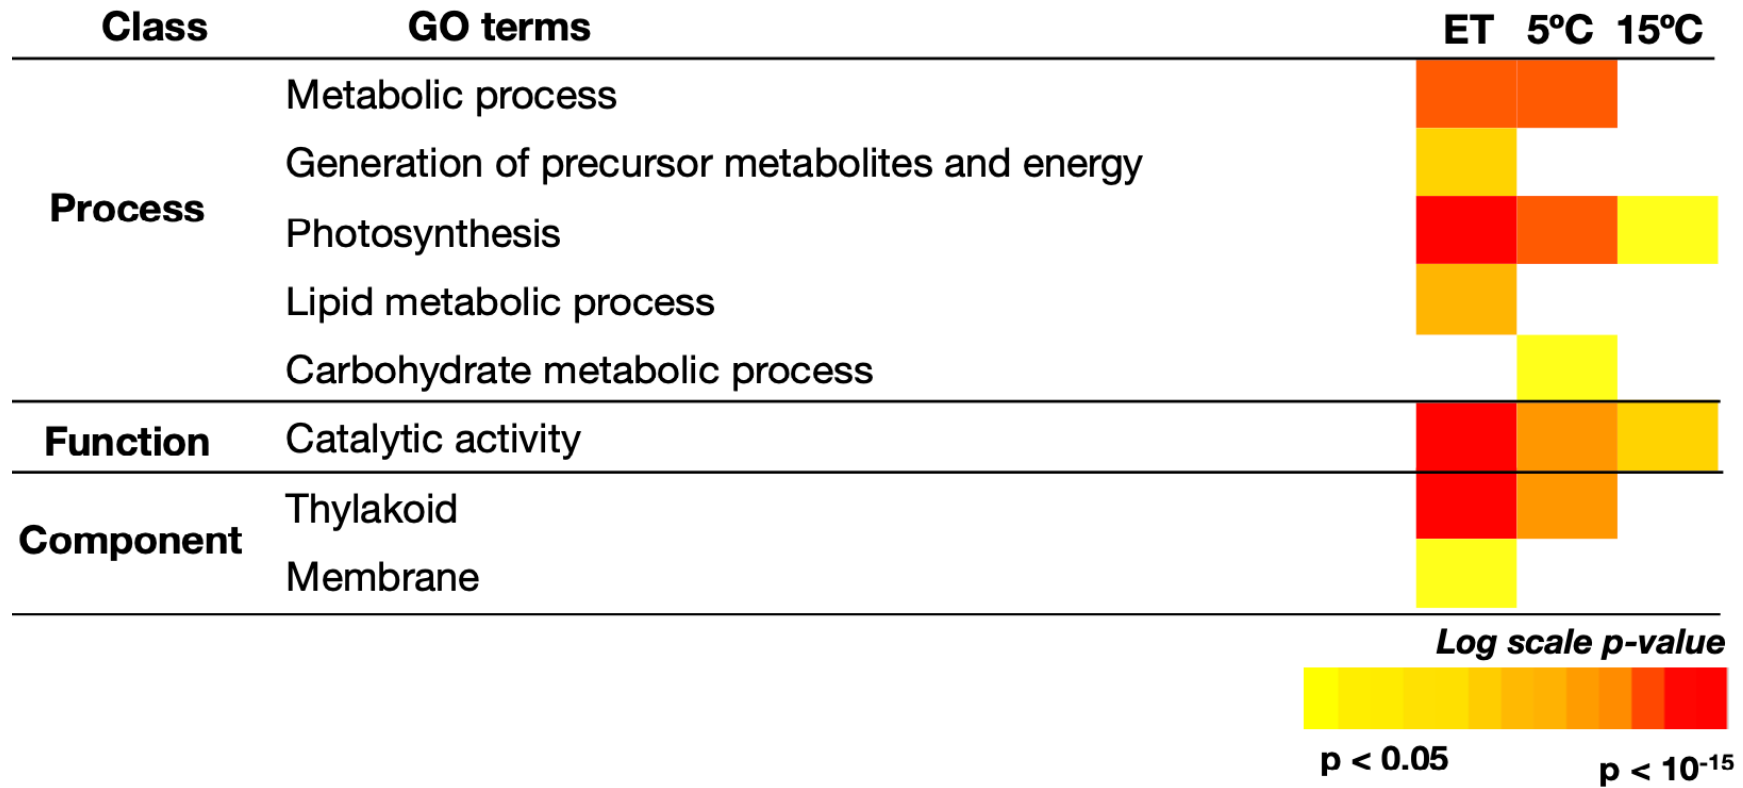 Class GO terms ET 5ºC 15ºC
Metabolic process
Generation of precursor metabolites and energy
Process
Photosynthesis
Lipid metabolic process
Carbohydrate metabolic process
Function Catalytic activity
Thylakoid
Component
Membrane
Log scale p-value
p < 0.05 p < 10⁻¹⁵